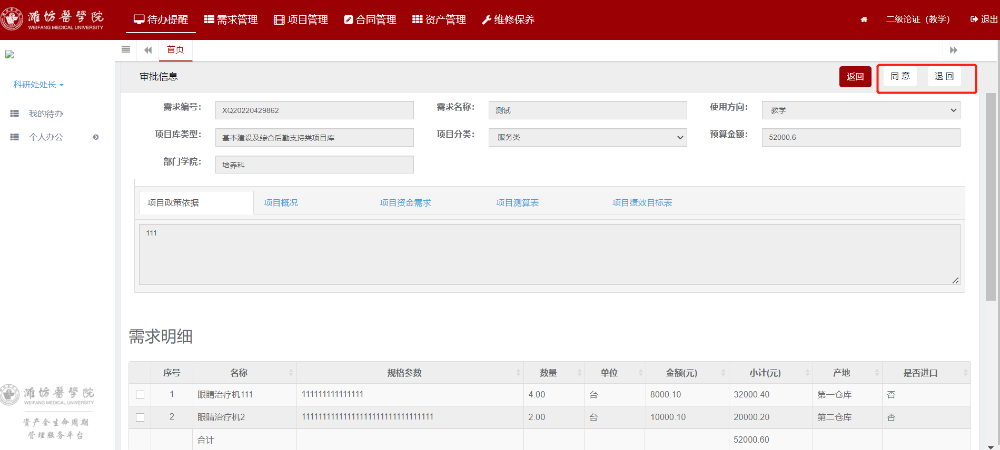 濰坊醫學院
WEIFANG MEDICAL UNIVERSITY
待办提醒 需求管理 项目管理 合同管理 资产管理 维修保养
二级论证（教学） 退出
首页
科研处处长
我的待办
个人办公
审批信息
返回 同 意 退 回
需求编号： XQ20220429862 需求名称： 测试 使用方向： 教学
项目库类型： 基本建设及综合后勤支持类项目库 项目分类： 服务类 预算金额： 52000.6
部门学院： 培养科
项目政策依据 项目概况 项目资金需求 项目测算表 项目绩效目标表
111
需求明细
序号 名称 规格参数 数量 单位 金额(元) 小计(元) 产地 是否进口
1 眼睛治疗机111 111111111111111 4.00 台 8000.10 32000.40 第一仓库 否
2 眼睛治疗机2 11111111111111111111111111111111 2.00 台 10000.10 20000.20 第二仓库 否
合计 52000.60
濰坊醫學院
WEIFANG MEDICAL UNIVERSITY
资产全生命周期
管理服务平台